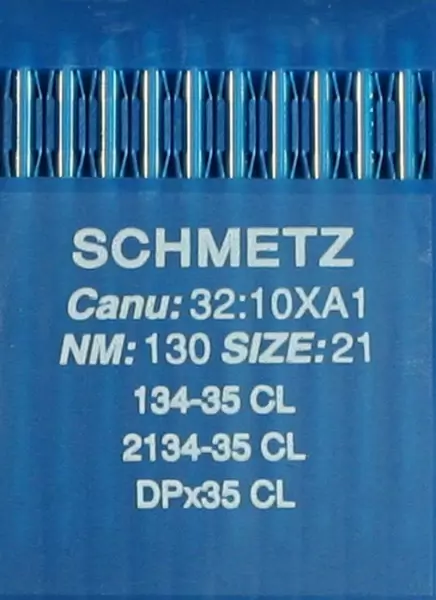 SCHMETZ
Canu: 32:10XA1
NM: 130 SIZE: 21
134-35 CL
2134-35 CL
DPx35 CL